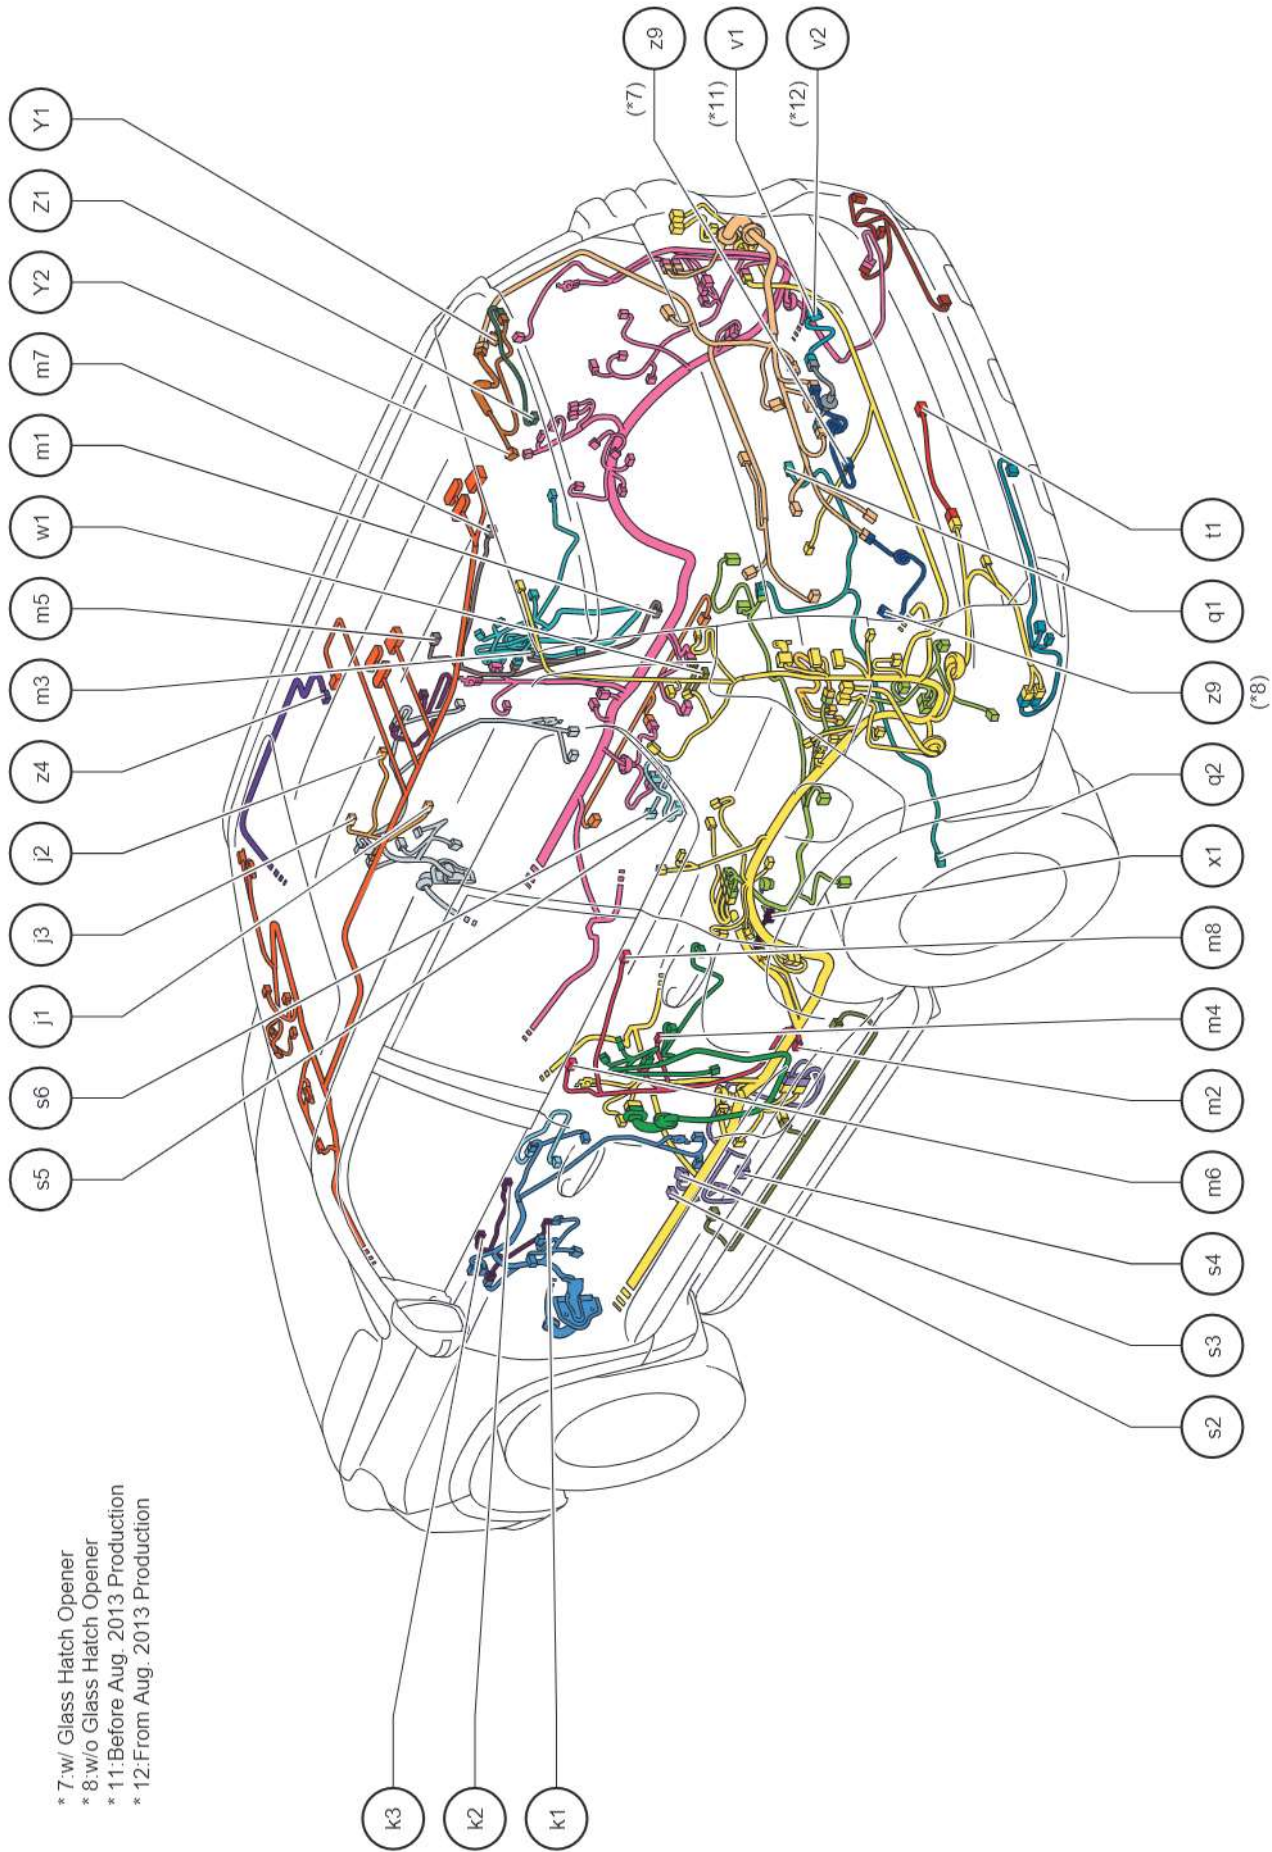 * 7:w/ Glass Hatch Opener
* 8:w/o Glass Hatch Opener
* 11:Before Aug. 2013 Production
* 12:From Aug. 2013 Production
s5
s6
j1
j3
j2
z4
m3
m5
w1
m1
m7
Y2
Z1
Y1
k3
k2
k1
z9
(*7)
v1
(*11)
v2
(*12)
s2
s3
s4
m6
m2
m4
m8
x1
q2
z9
(*8)
q1
t1